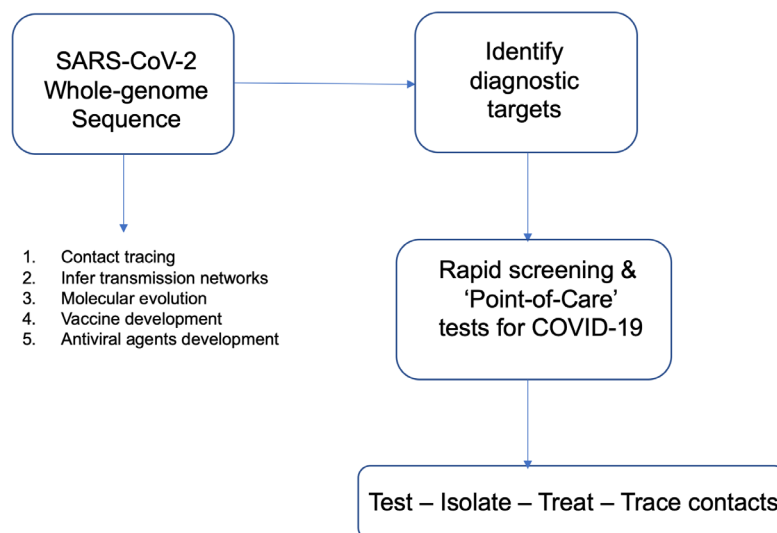 SARS-CoV-2
Whole-genome
Sequence
Identify
diagnostic
targets
1. Contact tracing
2. Infer transmission networks
3. Molecular evolution
4. Vaccine development
5. Antiviral agents development
Rapid screening &
‘Point-of-Care’
tests for COVID-19
Test – Isolate – Treat – Trace contacts